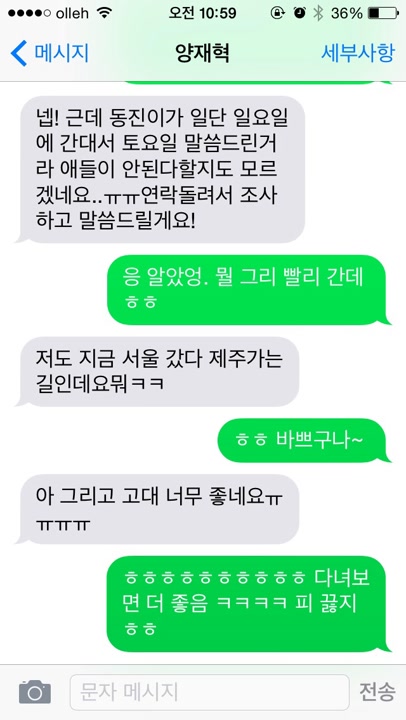 olleh 오전 10:59 36%
메시지 양재혁 세부사항
넵! 근데 동진이가 일단 일요일
에 간대서 토요일 말씀드린거
라 애들이 안된다할지도 모르
겠네요..ㅠㅠ연락돌려서 조사
하고 말씀드릴게요!
응 알았엉. 뭘 그리 빨리 간데
ㅎㅎ
저도 지금 서울 갔다 제주가는
길인데요뭐ㅋㅋ
ㅎㅎ 바쁘구나~
아 그리고 고대 너무 좋네요ㅠ
ㅠㅠㅠ
ㅎㅎㅎㅎㅎㅎㅎㅎㅎㅎ 다녀보
면 더 좋음 ㅋㅋㅋㅋ 피 끓지
ㅎㅎ
문자 메시지 전송